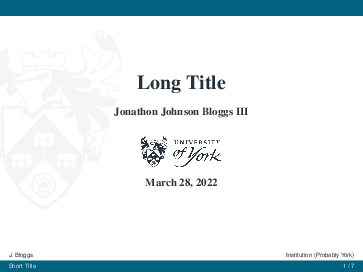 Long Title
Jonathon Johnson Bloggs III
UNIVERSITY
of York
March 28, 2022
J. Bloggs
Institution (Probably York)
Short Title
1 / 7